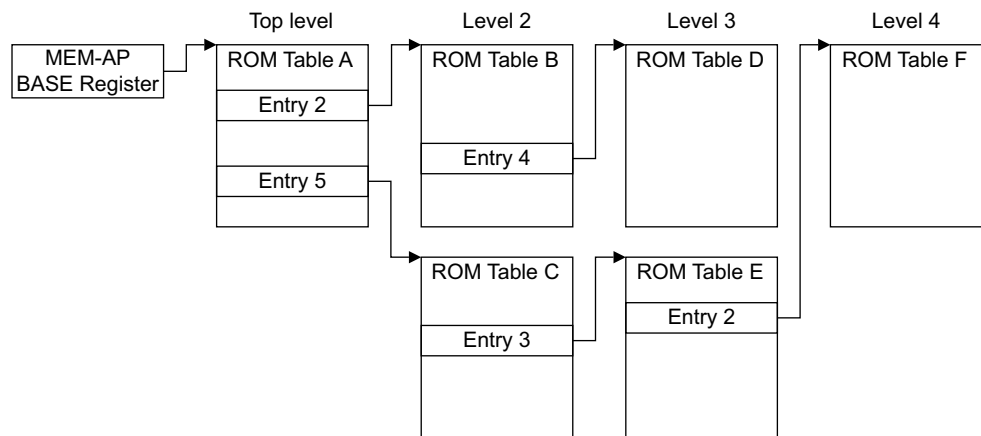 Top level
Level 2
Level 3
Level 4
MEM-AP
BASE Register
ROM Table A
Entry 2
Entry 5
ROM Table B
Entry 4
ROM Table D
ROM Table F
ROM Table C
Entry 3
ROM Table E
Entry 2